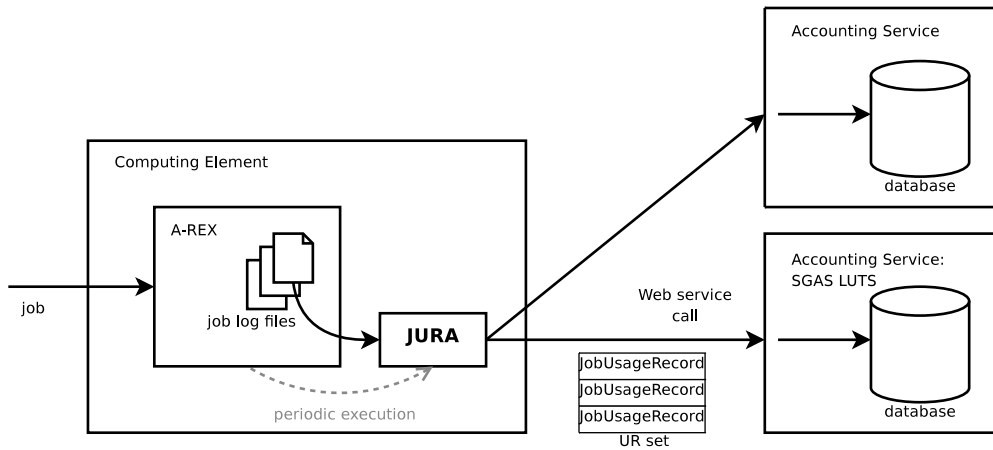 Accounting Service
database
Computing Element
A-REX
job log files
job
JURA
periodic execution
Web service
call
JobUsageRecord
JobUsageRecord
JobUsageRecord
UR set
Accounting Service:
SGAS LUTS
database